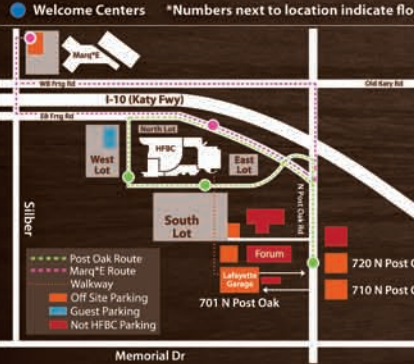 Welcome Centers *Numbers next to location indicate flo
Marq*E
WB Frtg Rd
Old Katy Rd
I-10 (Katy Fwy)
EB Frtg Rd
North Lot
HFBC
West
Lot
East
Lot
N Post Oak Rd
Silber
South
Lot
Forum
Lafayette
Garage
701 N Post Oak
720 N Post O
710 N Post O
Post Oak Route
Marq*E Route
Walkway
Off Site Parking
Guest Parking
Not HFBC Parking
Memorial Dr